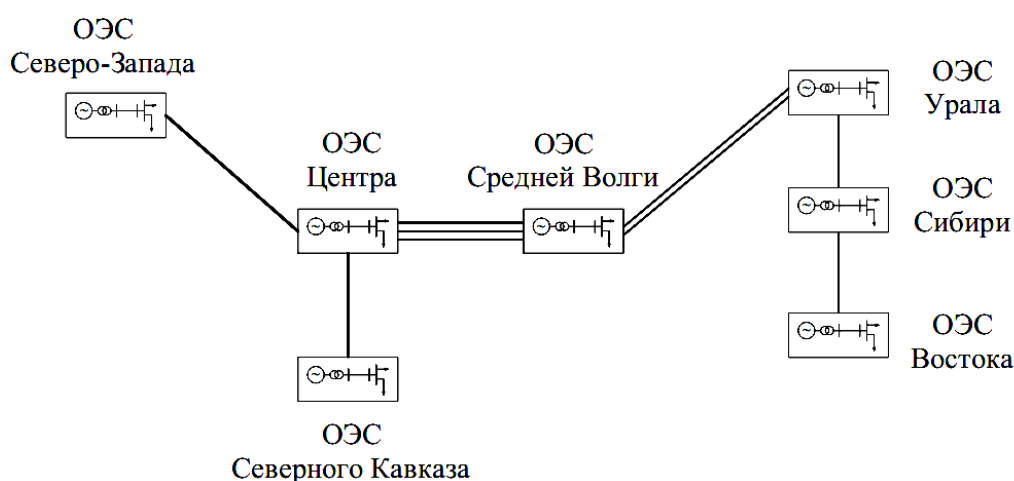 ОЭС
Северо-Запада
ОЭС
Центра
ОЭС
Средней Волги
ОЭС
Урала
ОЭС
Сибири
ОЭС
Востока
ОЭС
Северного Кавказа